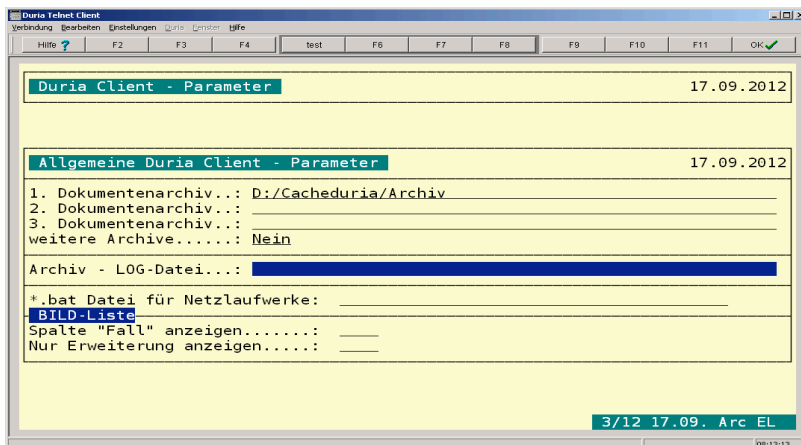 Duria Telnet Client
Verbindung Bearbeiten Einstellungen Duria Fenster Hilfe
Hilfe ? F2 F3 F4 test F6 F7 F8 F9 F10 F11 OK
Duria Client - Parameter 17.09.2012
Allgemeine Duria Client - Parameter 17.09.2012
1. Dokumentenarchiv..: D:/Cacheduria/Archiv
2. Dokumentenarchiv..:
3. Dokumentenarchiv..:
weitere Archive......: Nein
Archiv - LOG-Datei...:
*.bat Datei für Netzlaufwerke:
BILD-Liste
Spalte "Fall" anzeigen.......:
Nur Erweiterung anzeigen.....:
3/12 17.09. Arc EL
08:13:13